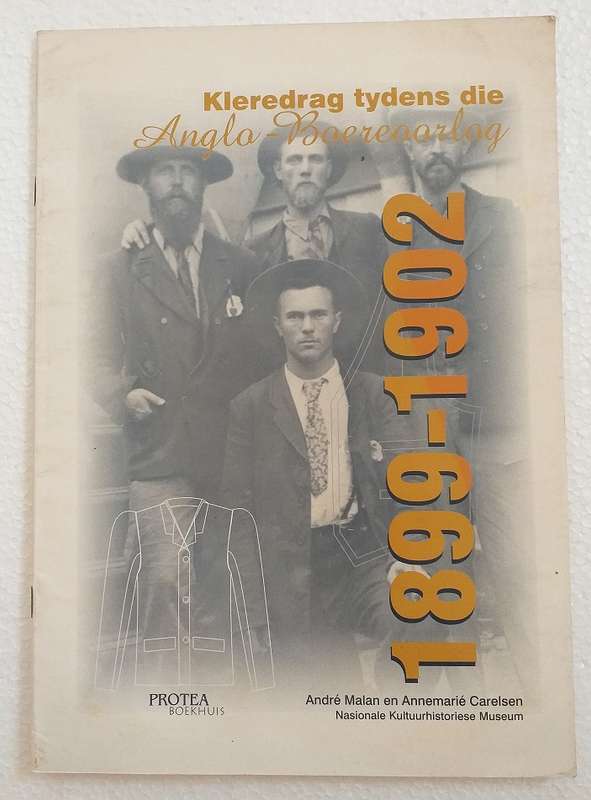 Kleredrag tydens die
Anglo-Boereoorlog
1899-1902
PROTEA
BOEKHUIS
André Malan en Annemarié Carelsen
Nasionale Kultuurhistoriese Museum